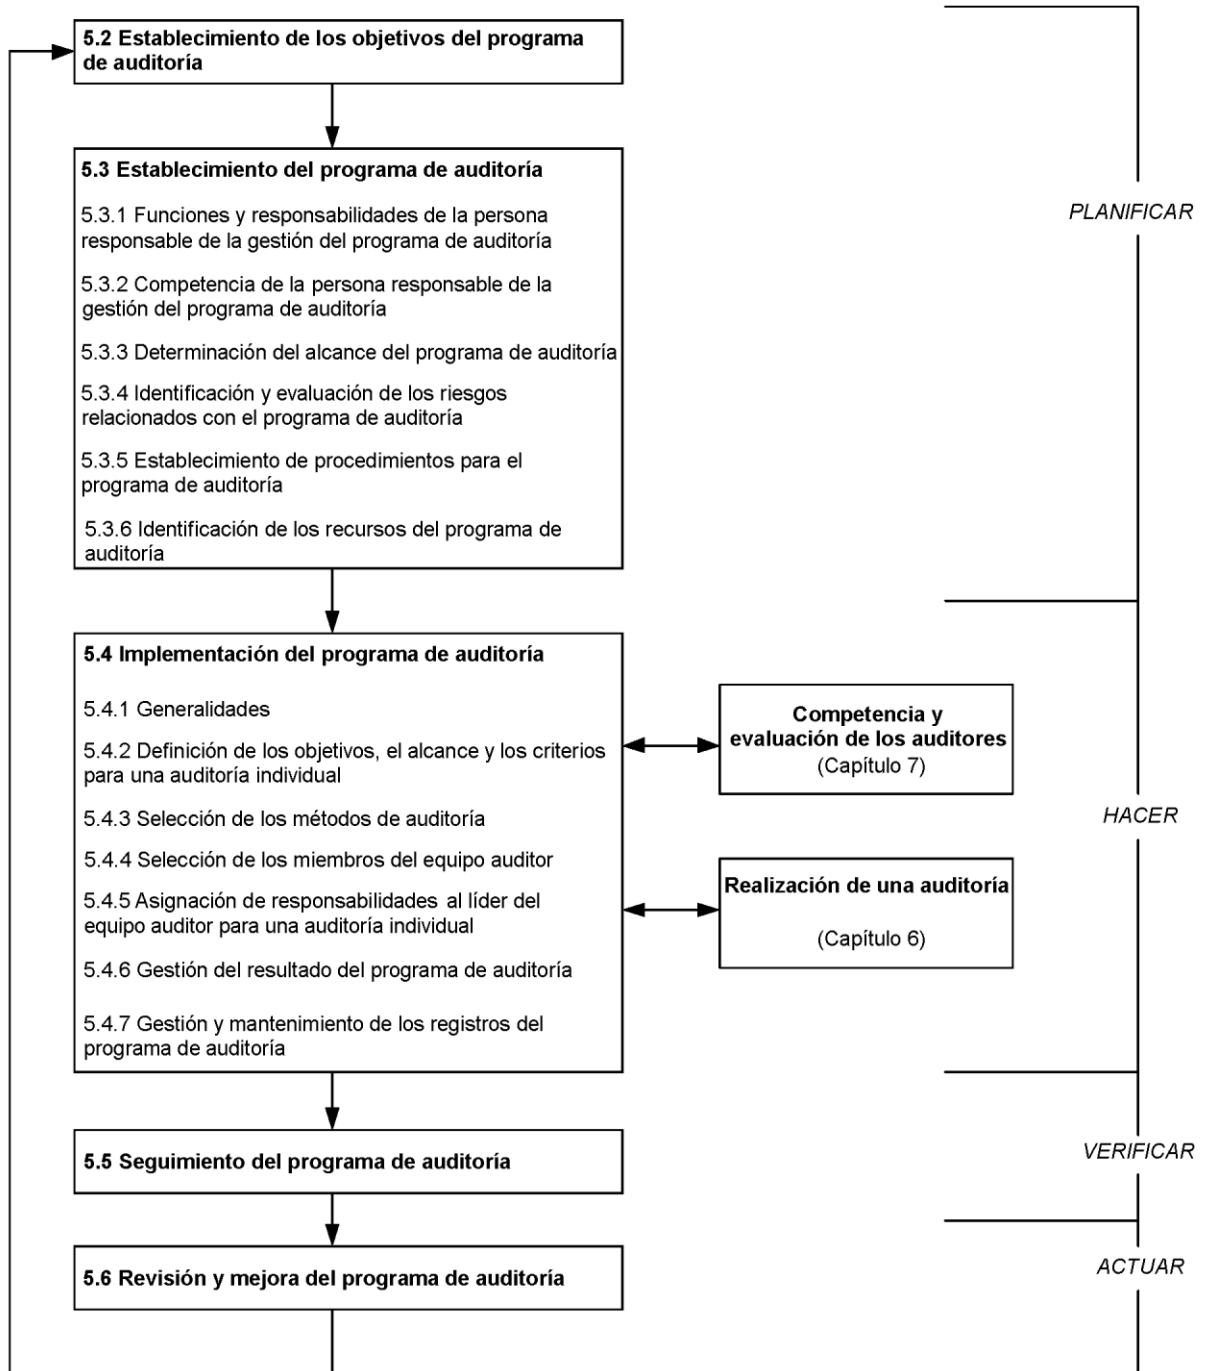 5.2 Establecimiento de los objetivos del programa
de auditoría
5.3 Establecimiento del programa de auditoría
5.3.1 Funciones y responsabilidades de la persona
responsable de la gestión del programa de auditoría
5.3.2 Competencia de la persona responsable de la
gestión del programa de auditoría
5.3.3 Determinación del alcance del programa de auditoría
5.3.4 Identificación y evaluación de los riesgos
relacionados con el programa de auditoría
5.3.5 Establecimiento de procedimientos para el
programa de auditoría
5.3.6 Identificación de los recursos del programa de
auditoría
PLANIFICAR
5.4 Implementación del programa de auditoría
5.4.1 Generalidades
5.4.2 Definición de los objetivos, el alcance y los criterios
para una auditoría individual
5.4.3 Selección de los métodos de auditoría
5.4.4 Selección de los miembros del equipo auditor
5.4.5 Asignación de responsabilidades al líder del
equipo auditor para una auditoría individual
5.4.6 Gestión del resultado del programa de auditoría
5.4.7 Gestión y mantenimiento de los registros del
programa de auditoría
Competencia y
evaluación de los auditores
(Capítulo 7)
Realización de una auditoría
(Capítulo 6)
HACER
5.5 Seguimiento del programa de auditoría
VERIFICAR
5.6 Revisión y mejora del programa de auditoría
ACTUAR